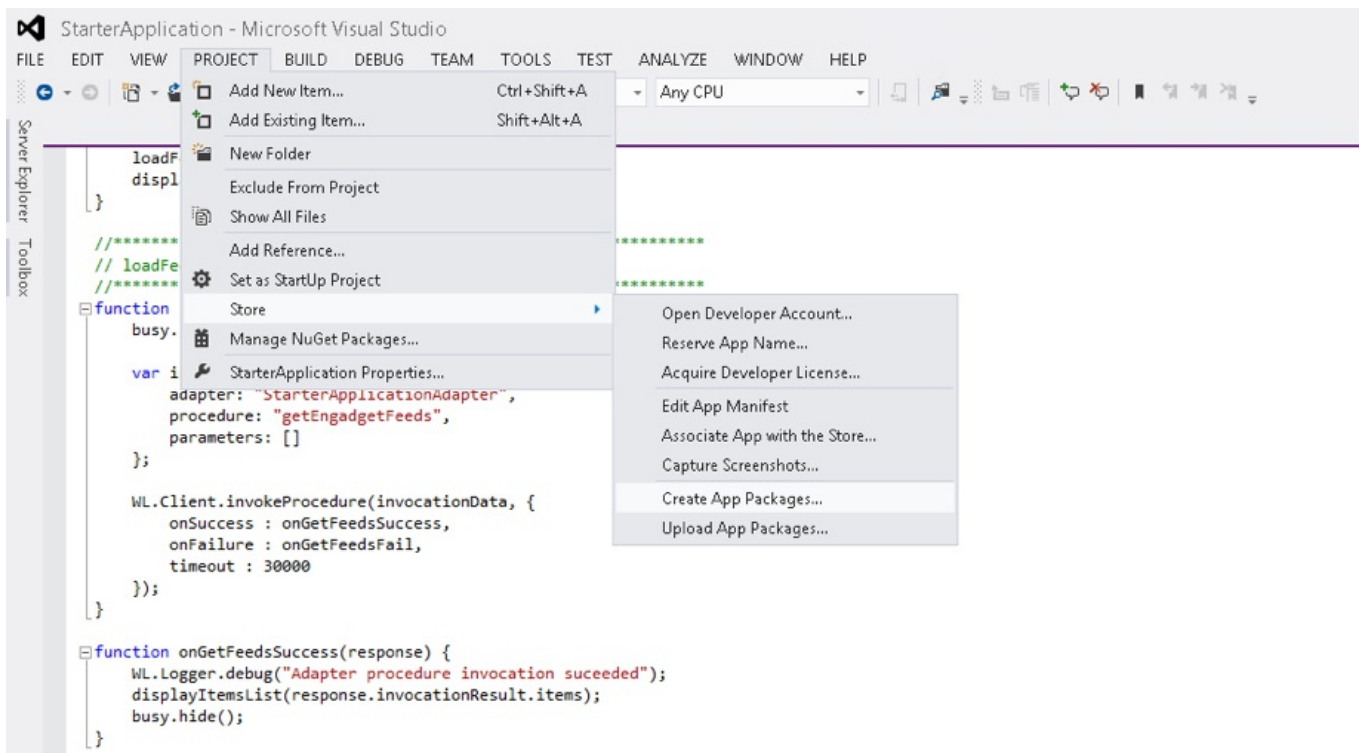 StarterApplication - Microsoft Visual Studio
FILE EDIT VIEW PROJECT BUILD DEBUG TEAM TOOLS TEST ANALYZE WINDOW HELP
Add New Item... Ctrl+Shift+A
Any CPU
Add Existing Item... Shift+Alt+A
New Folder
Exclude From Project
Show All Files
Add Reference...
Set as StartUp Project
Store
Manage NuGet Packages...
StarterApplication Properties...
Open Developer Account...
Reserve App Name...
Acquire Developer License...
Edit App Manifest
Associate App with the Store...
Capture Screenshots...
Create App Packages...
Upload App Packages...
Server Explorer
Toolbox
loadF
displ
}
//******* **********
// loadFe
//******* **********
function
busy.
var i
adapter: "StarterApplicationAdapter",
procedure: "getEngadgetFeeds",
parameters: []
};
WL.Client.invokeProcedure(invocationData, {
onSuccess : onGetFeedsSuccess,
onFailure : onGetFeedsFail,
timeout : 30000
});
}
function onGetFeedsSuccess(response) {
WL.Logger.debug("Adapter procedure invocation suceeded");
displayItemsList(response.invocationResult.items);
busy.hide();
}